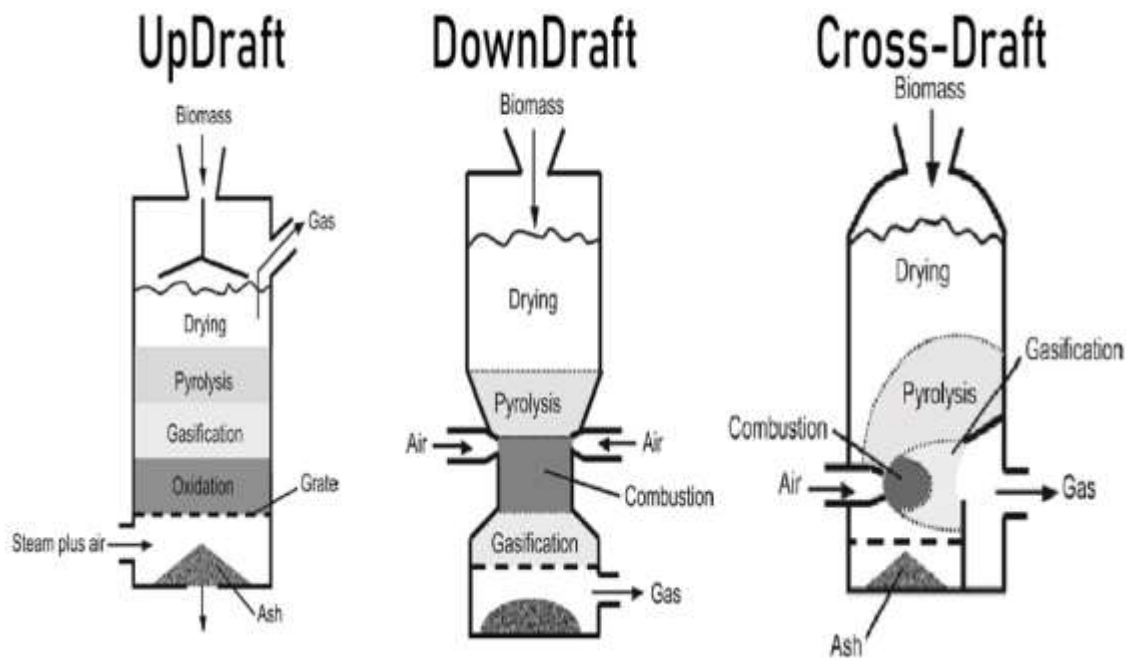 UpDraft
Biomass
Gas
Drying
Pyrolysis
Gasification
Oxidation
Grate
Steam plus air
Ash
DownDraft
Biomass
Drying
Pyrolysis
Air
Air
Combustion
Gasification
Gas
Cross-Draft
Biomass
Drying
Gasification
Pyrolysis
Combustion
Air
Gas
Ash